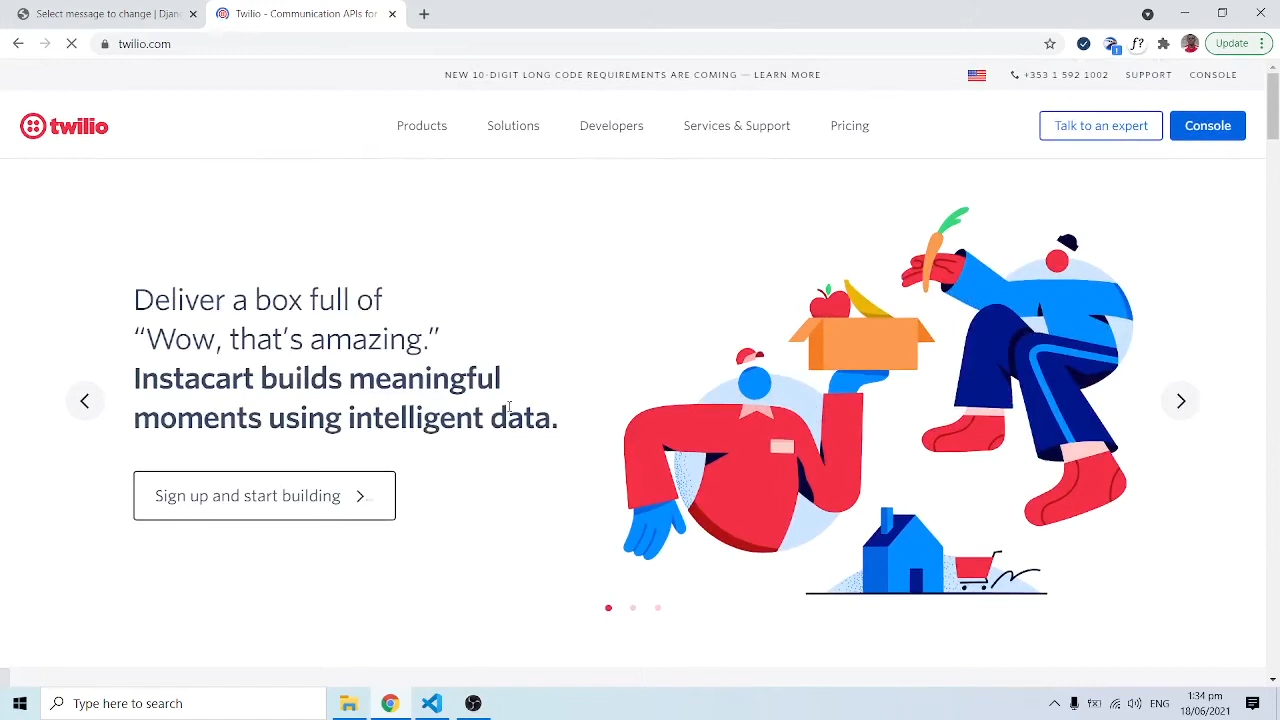 Select message to change | Djan
Twilio - Communication APIs for
twilio.com
Update
NEW 10-DIGIT LONG CODE REQUIREMENTS ARE COMING — LEARN MORE
+353 1 592 1002
SUPPORT
CONSOLE
twilio
Products
Solutions
Developers
Services & Support
Pricing
Talk to an expert
Console
Deliver a box full of
“Wow, that’s amazing.”
Instacart builds meaningful
moments using intelligent data.
Sign up and start building
Type here to search
ENG
1:34 pm
18/06/2021